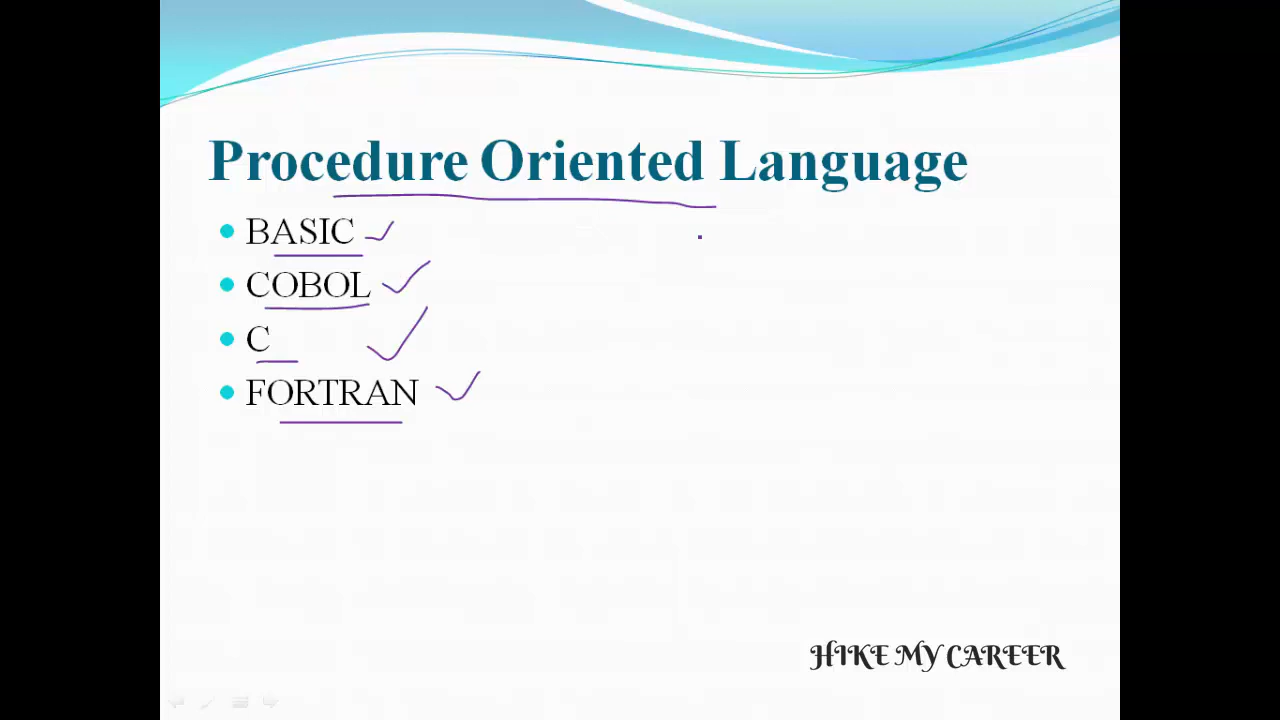 Procedure Oriented Language
BASIC
COBOL
C
FORTRAN
HIKE MY CAREER